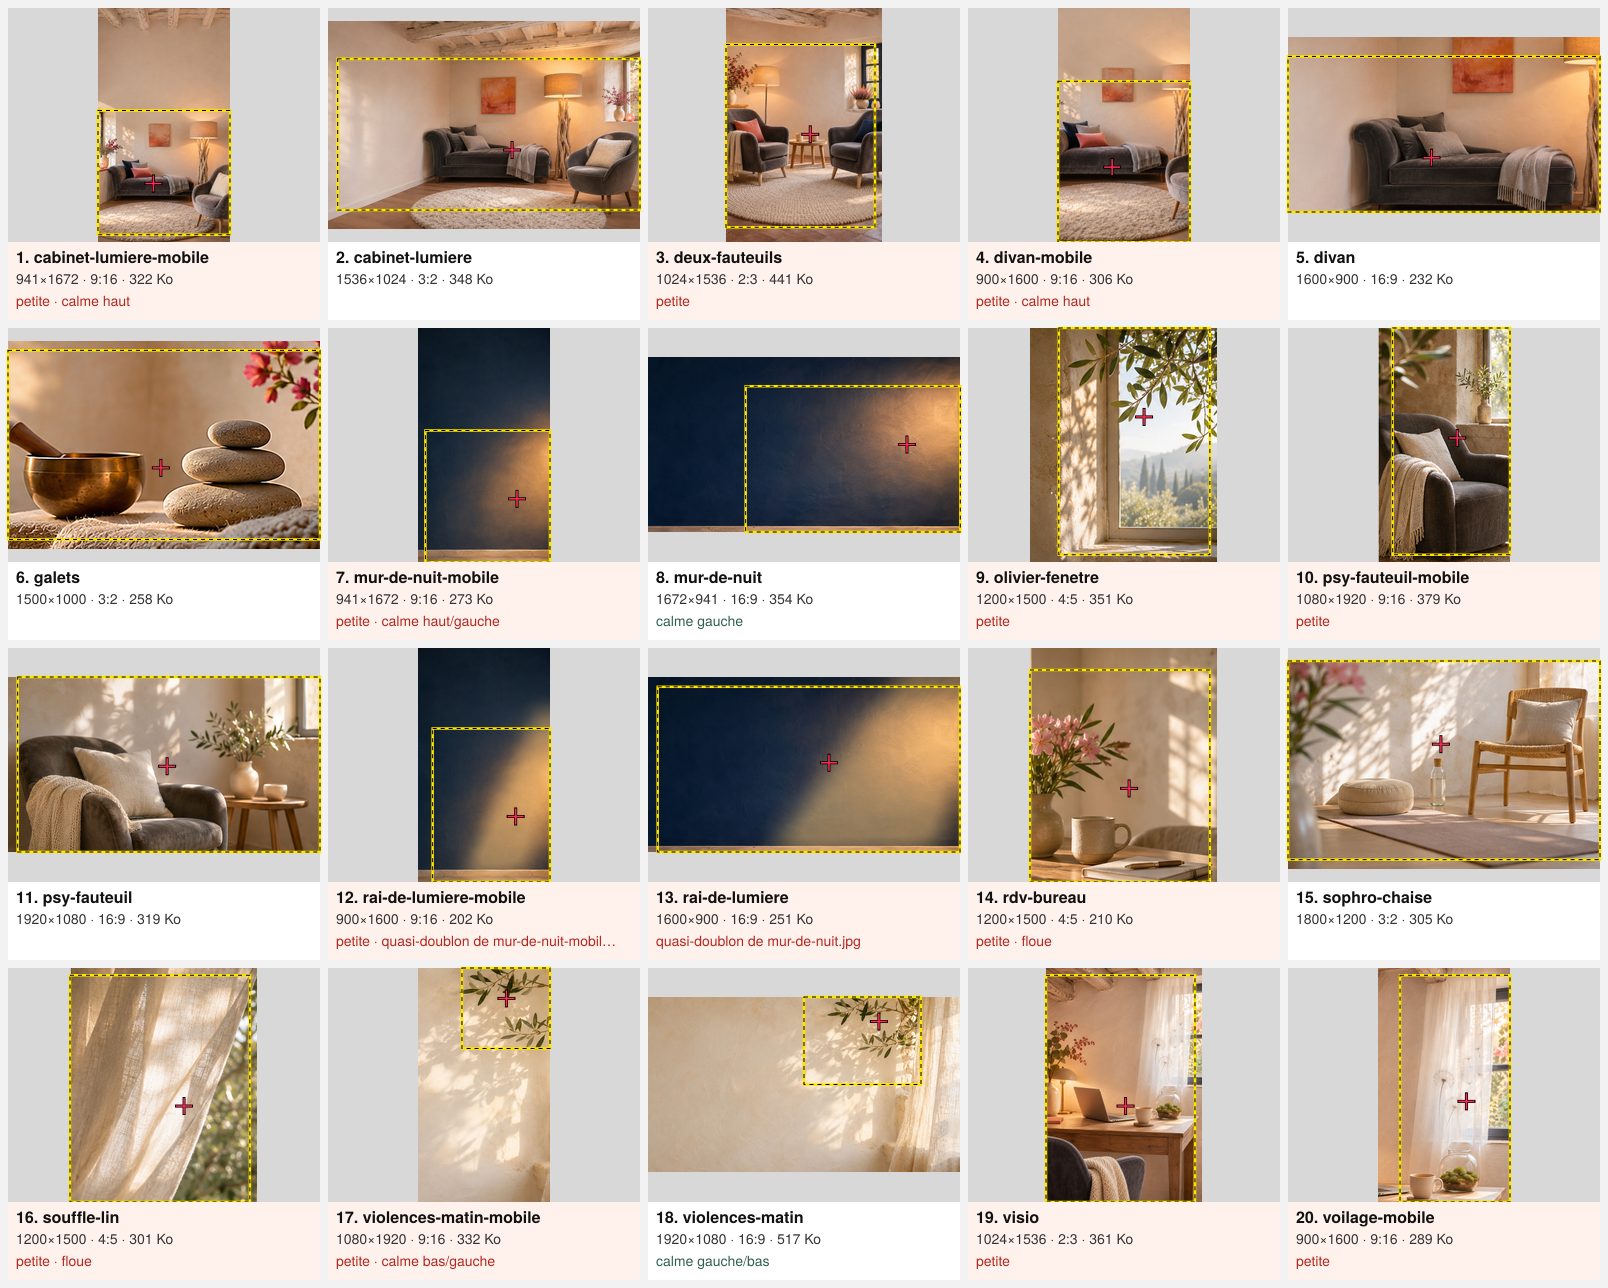 1. cabinet-lumiere-mobile
941×1672 · 9:16 · 322 Ko
petite · calme haut
2. cabinet-lumiere
1536×1024 · 3:2 · 348 Ko
3. deux-fauteuils
1024×1536 · 2:3 · 441 Ko
petite
4. divan-mobile
900×1600 · 9:16 · 306 Ko
petite · calme haut
5. divan
1600×900 · 16:9 · 232 Ko
6. galets
1500×1000 · 3:2 · 258 Ko
7. mur-de-nuit-mobile
941×1672 · 9:16 · 273 Ko
petite · calme haut/gauche
8. mur-de-nuit
1672×941 · 16:9 · 354 Ko
calme gauche
9. olivier-fenetre
1200×1500 · 4:5 · 351 Ko
petite
10. psy-fauteuil-mobile
1080×1920 · 9:16 · 379 Ko
petite
11. psy-fauteuil
1920×1080 · 16:9 · 319 Ko
12. rai-de-lumiere-mobile
900×1600 · 9:16 · 202 Ko
petite · quasi-doublon de mur-de-nuit-mobil…
13. rai-de-lumiere
1600×900 · 16:9 · 251 Ko
quasi-doublon de mur-de-nuit.jpg
14. rdv-bureau
1200×1500 · 4:5 · 210 Ko
petite · floue
15. sophro-chaise
1800×1200 · 3:2 · 305 Ko
16. souffle-lin
1200×1500 · 4:5 · 301 Ko
petite · floue
17. violences-matin-mobile
1080×1920 · 9:16 · 332 Ko
petite · calme bas/gauche
18. violences-matin
1920×1080 · 16:9 · 517 Ko
calme gauche/bas
19. visio
1024×1536 · 2:3 · 361 Ko
petite
20. voilage-mobile
900×1600 · 9:16 · 289 Ko
petite